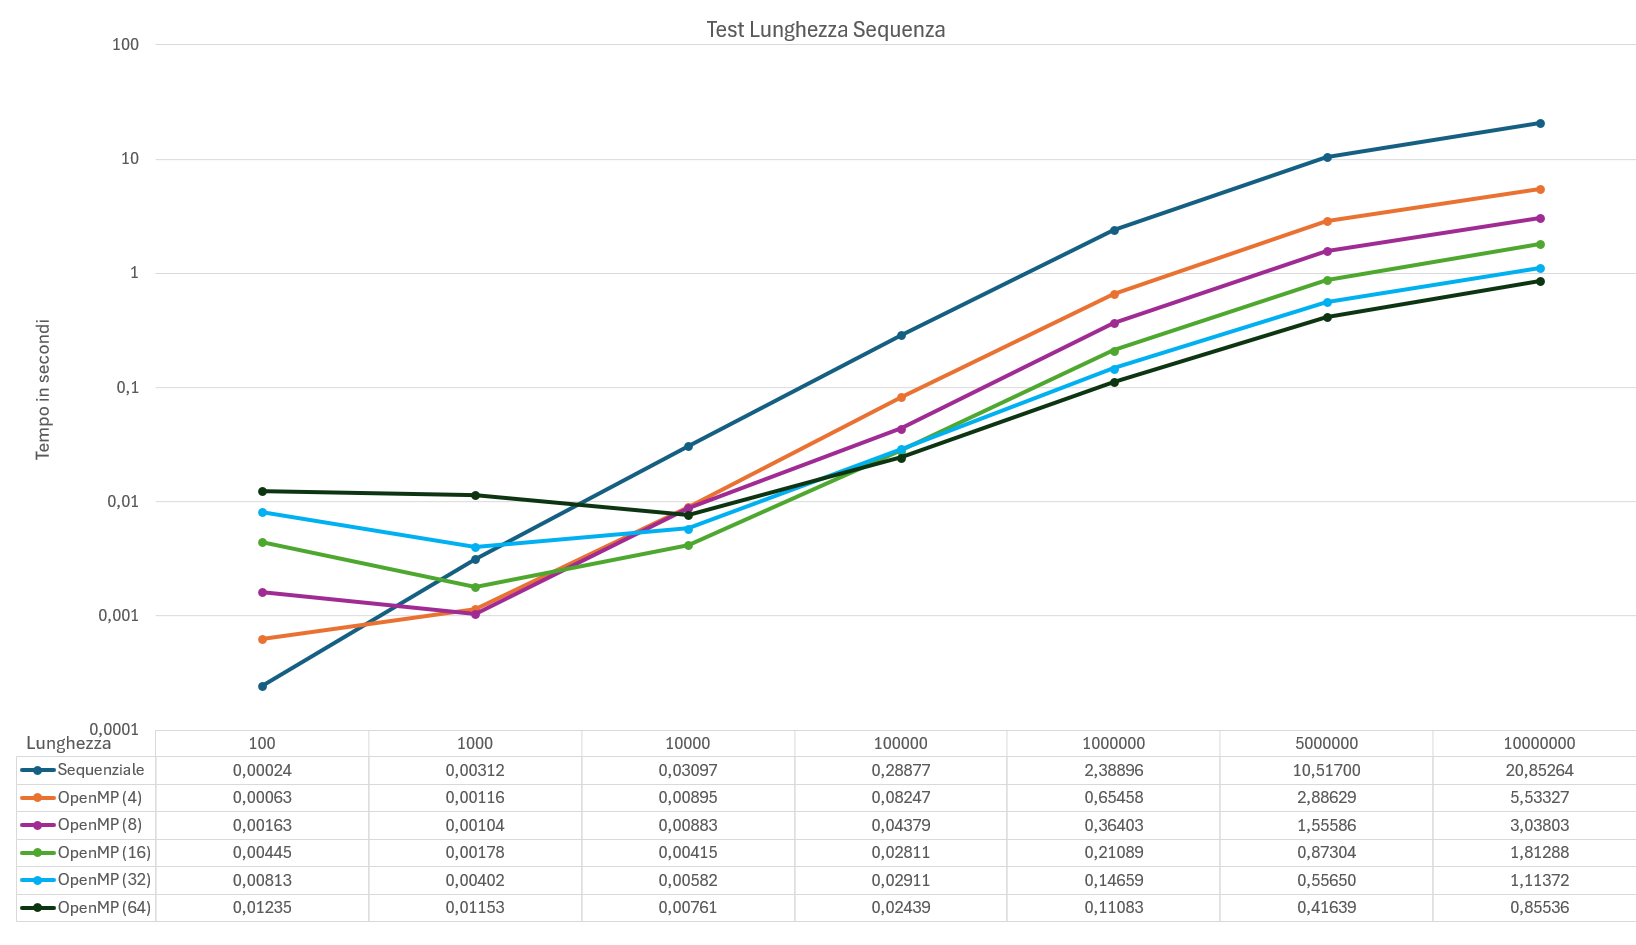 Test Lunghezza Sequenza
100
10
1
0,1
0,01
0,001
0,0001
Tempo in secondi
Lunghezza 100 1000 10000 100000 1000000 5000000 10000000
Sequenziale 0,00024 0,00312 0,03097 0,28877 2,38896 10,51700 20,85264
OpenMP (4) 0,00063 0,00116 0,00895 0,08247 0,65458 2,88629 5,53327
OpenMP (8) 0,00163 0,00104 0,00883 0,04379 0,36403 1,55586 3,03803
OpenMP (16) 0,00445 0,00178 0,00415 0,02811 0,21089 0,87304 1,81288
OpenMP (32) 0,00813 0,00402 0,00582 0,02911 0,14659 0,55650 1,11372
OpenMP (64) 0,01235 0,01153 0,00761 0,02439 0,11083 0,41639 0,85536